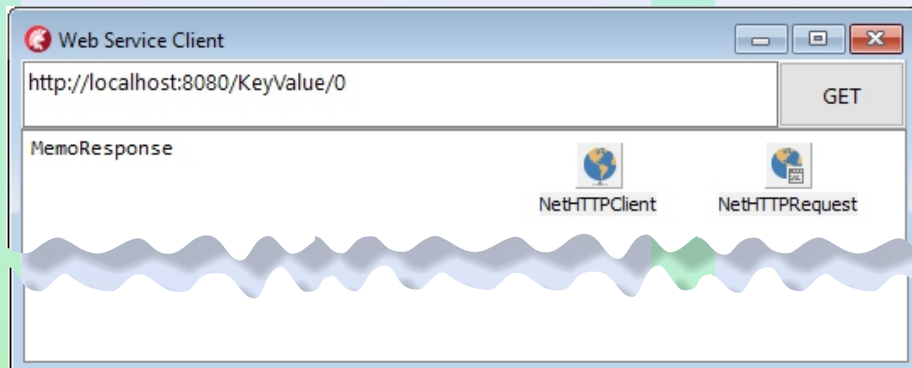 Web Service Client
http://localhost:8080/KeyValue/0
GET
MemoResponse
NetHTTPClient
NetHTTPRequest